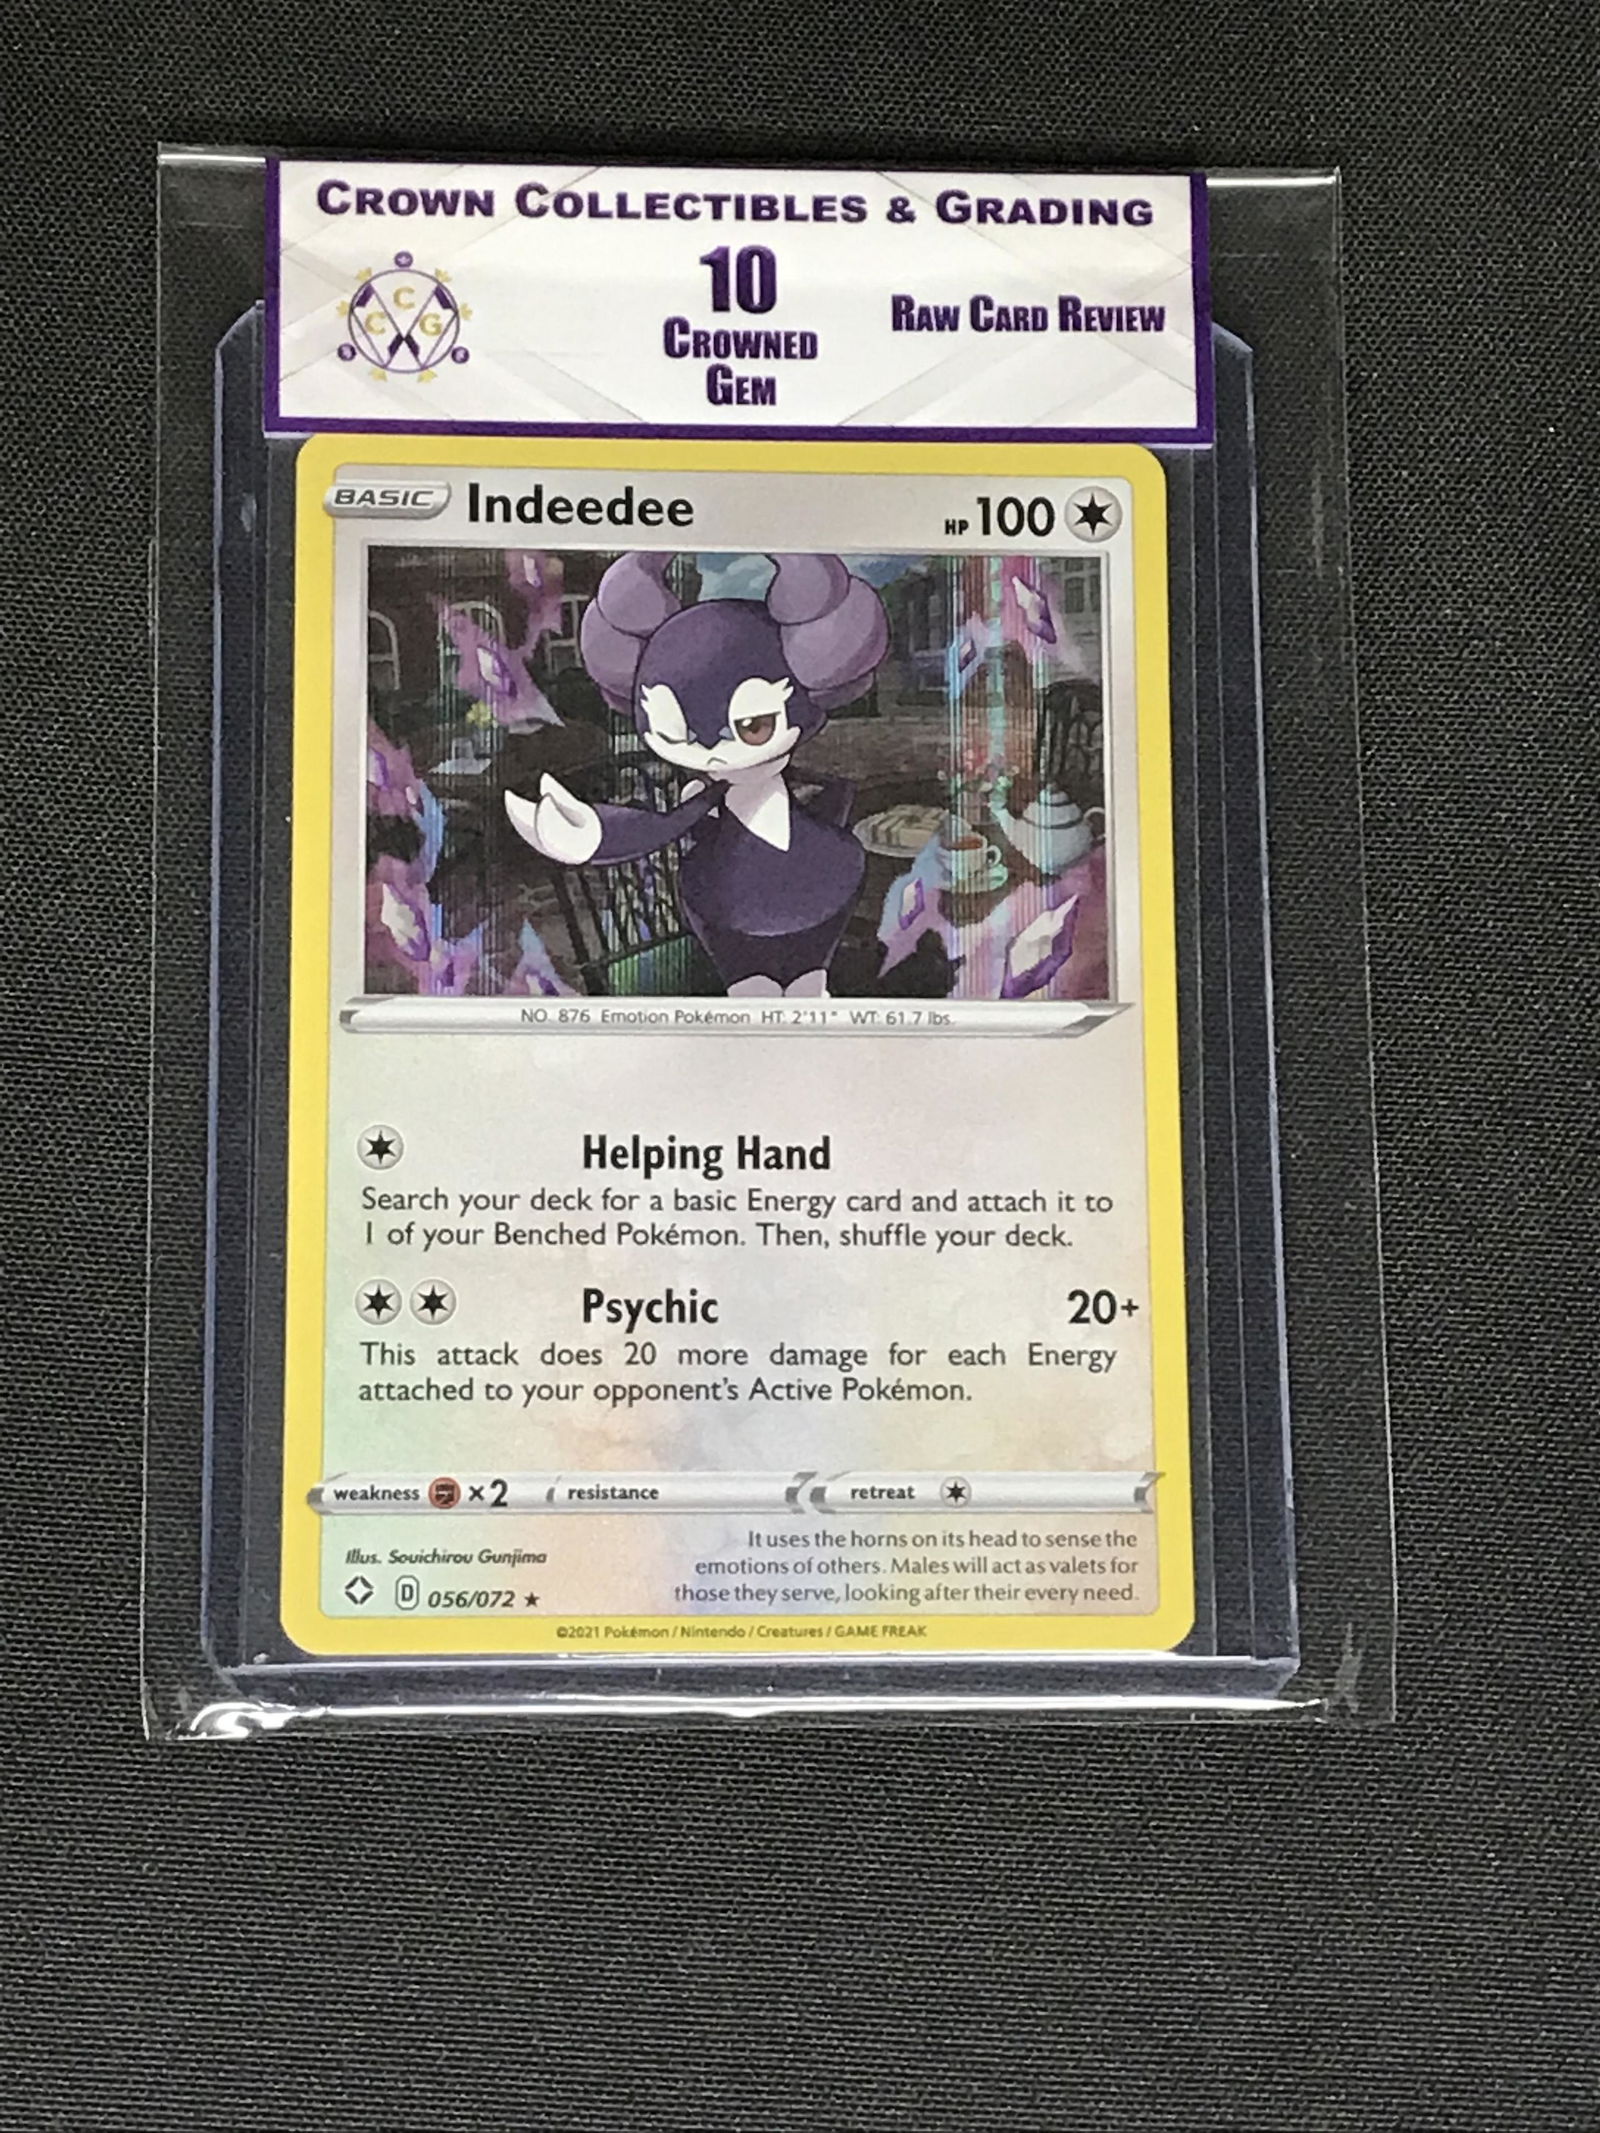 CROWN COLLECTIBLES & GRADING
C
C G
10
CROWNED
GEM
RAW CARD REVIEW
BASIC Indeedee HP 100
NO. 876 Emotion Pokémon HT: 2'11" WT: 61.7 lbs.
Helping Hand
Search your deck for a basic Energy card and attach it to
1 of your Benched Pokémon. Then, shuffle your deck.
Psychic 20+
This attack does 20 more damage for each Energy
attached to your opponent's Active Pokémon.
weakness ×2 resistance retreat
It uses the horns on its head to sense the
emotions of others. Males will act as valets for
those they serve, looking after their every need.
Illus. Souichirou Gunjima
D 056/072 ★
©2021 Pokémon / Nintendo / Creatures / GAME FREAK